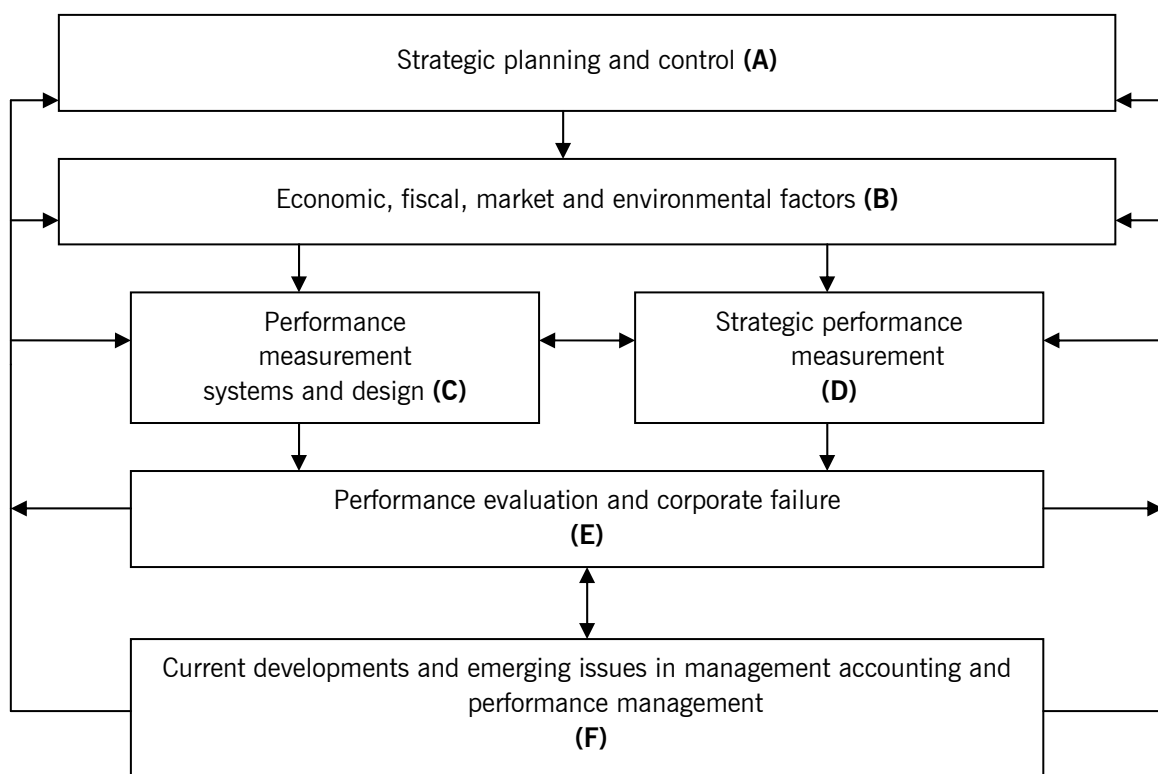 Strategic planning and control (A)
Economic, fiscal, market and environmental factors (B)
Performance
measurement
systems and design (C)
Strategic performance
measurement
(D)
Performance evaluation and corporate failure
(E)
Current developments and emerging issues in management accounting and
performance management
(F)